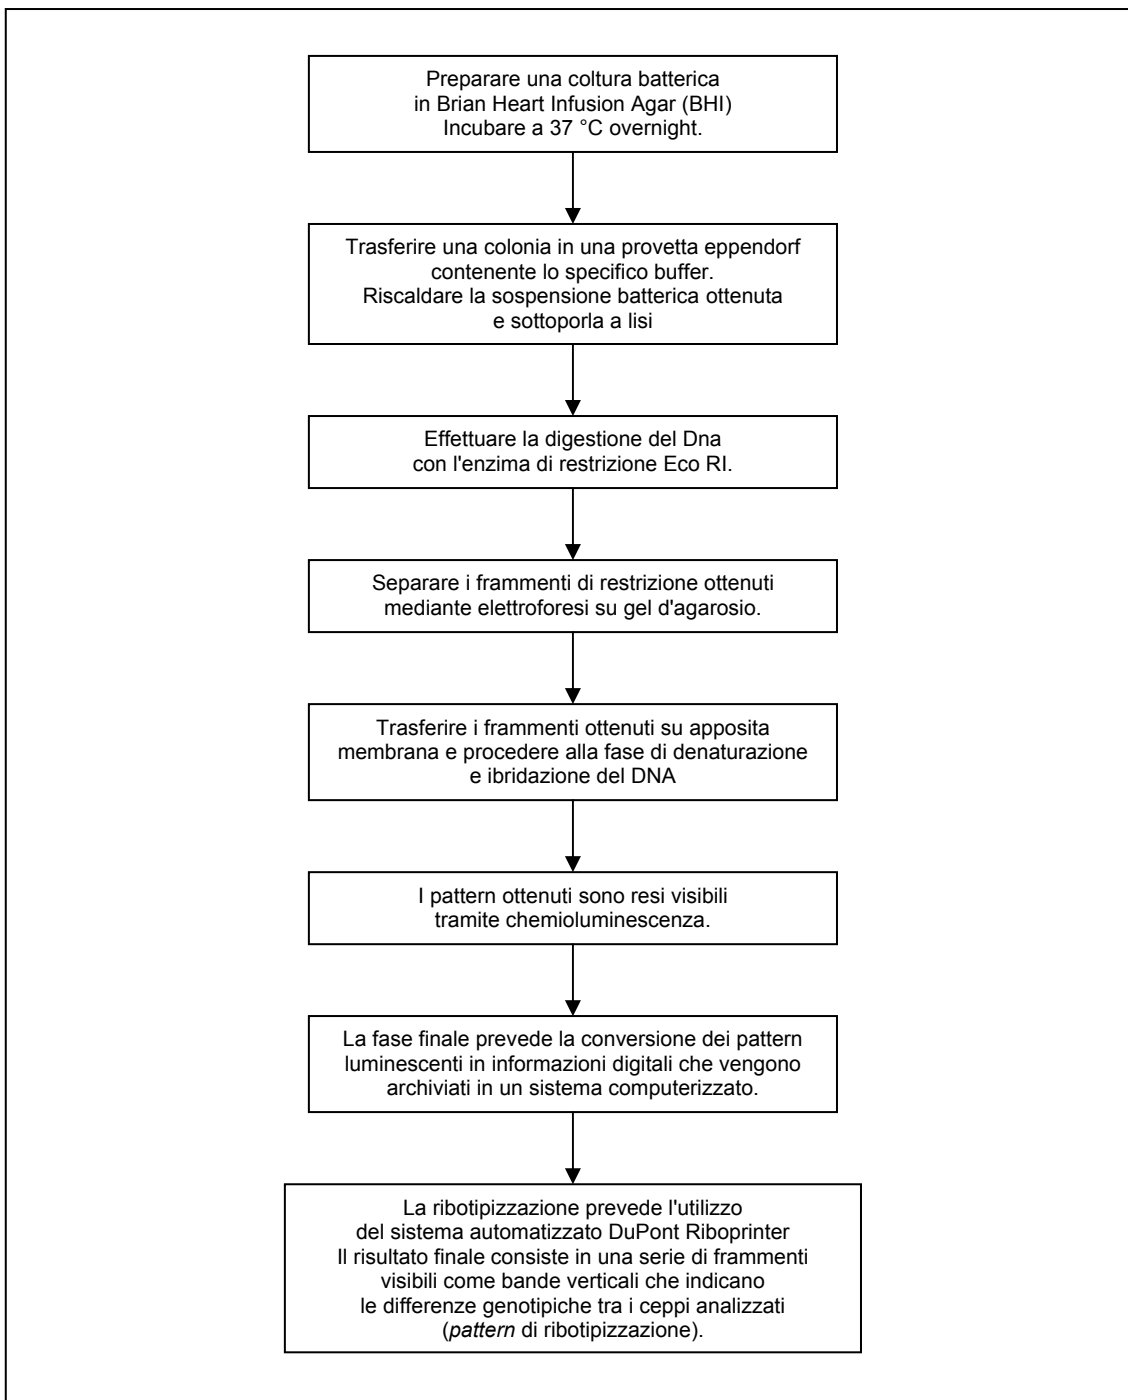 Preparare una coltura batterica
in Brian Heart Infusion Agar (BHI)
Incubare a 37 °C overnight.
Trasferire una colonia in una provetta eppendorf
contenente lo specifico buffer.
Riscaldare la sospensione batterica ottenuta
e sottoporla a lisi
Effettuare la digestione del Dna
con l'enzima di restrizione Eco RI.
Separare i frammenti di restrizione ottenuti
mediante elettroforesi su gel d'agarosio.
Trasferire i frammenti ottenuti su apposita
membrana e procedere alla fase di denaturazione
e ibridazione del DNA
I pattern ottenuti sono resi visibili
tramite chemioluminescenza.
La fase finale prevede la conversione dei pattern
luminescenti in informazioni digitali che vengono
archiviati in un sistema computerizzato.
La ribotipizzazione prevede l'utilizzo
del sistema automatizzato DuPont Riboprinter
Il risultato finale consiste in una serie di frammenti
visibili come bande verticali che indicano
le differenze genotipiche tra i ceppi analizzati
(pattern di ribotipizzazione).